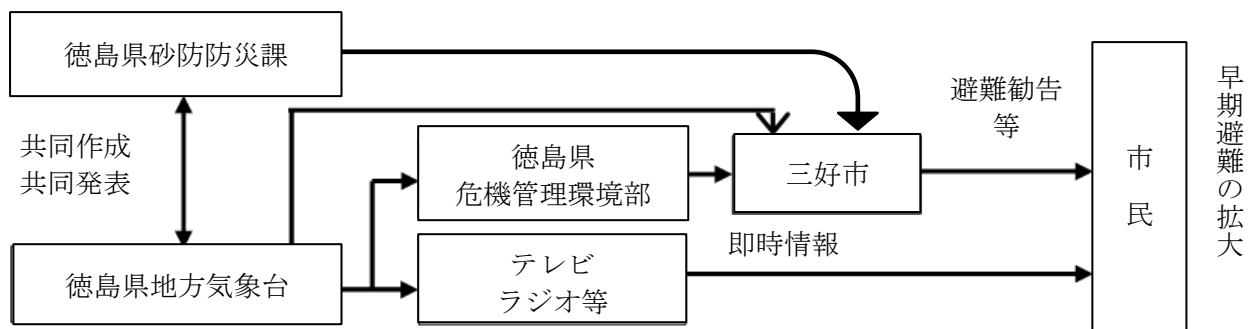 徳島県砂防防災課
共同作成
共同発表
徳島県地方気象台
徳島県
危機管理環境部
テレビ
ラジオ等
三好市
即時情報
避難勧告
等
市民
早期避難の拡大